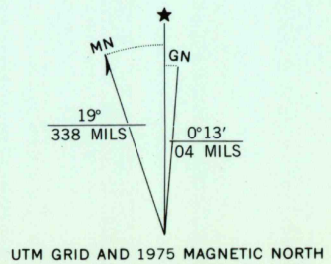 MN
GN
19°
338 MILS
0°13′
04 MILS
UTM GRID AND 1975 MAGNETIC NORTH